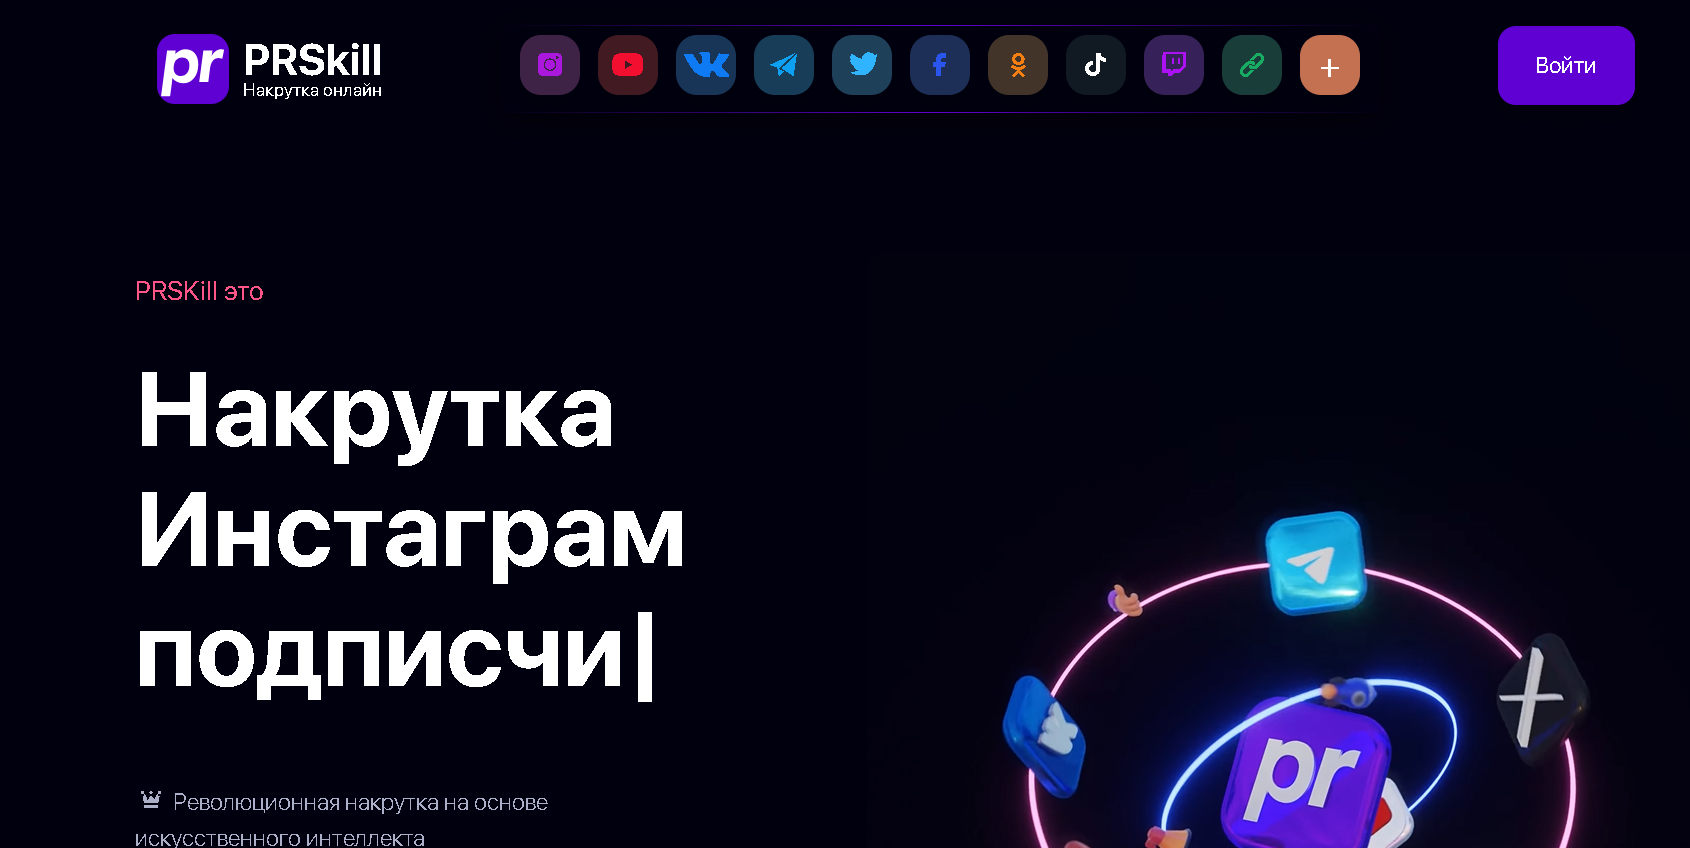 pr
PRSkill
Накрутка онлайн
Войти
PRSKill это
Накрутка
Инстаграм
подписчи|
Революционная накрутка на основе
искусственного интеллекта
pr